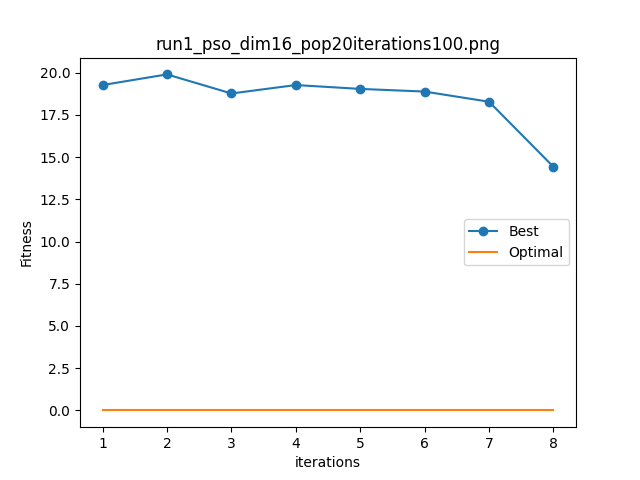 run1_pso_dim16_pop20iterations100.png
20.0
17.5
15.0
12.5
10.0
7.5
5.0
2.5
0.0
Fitness
Best
Optimal
1 2 3 4 5 6 7 8
iterations